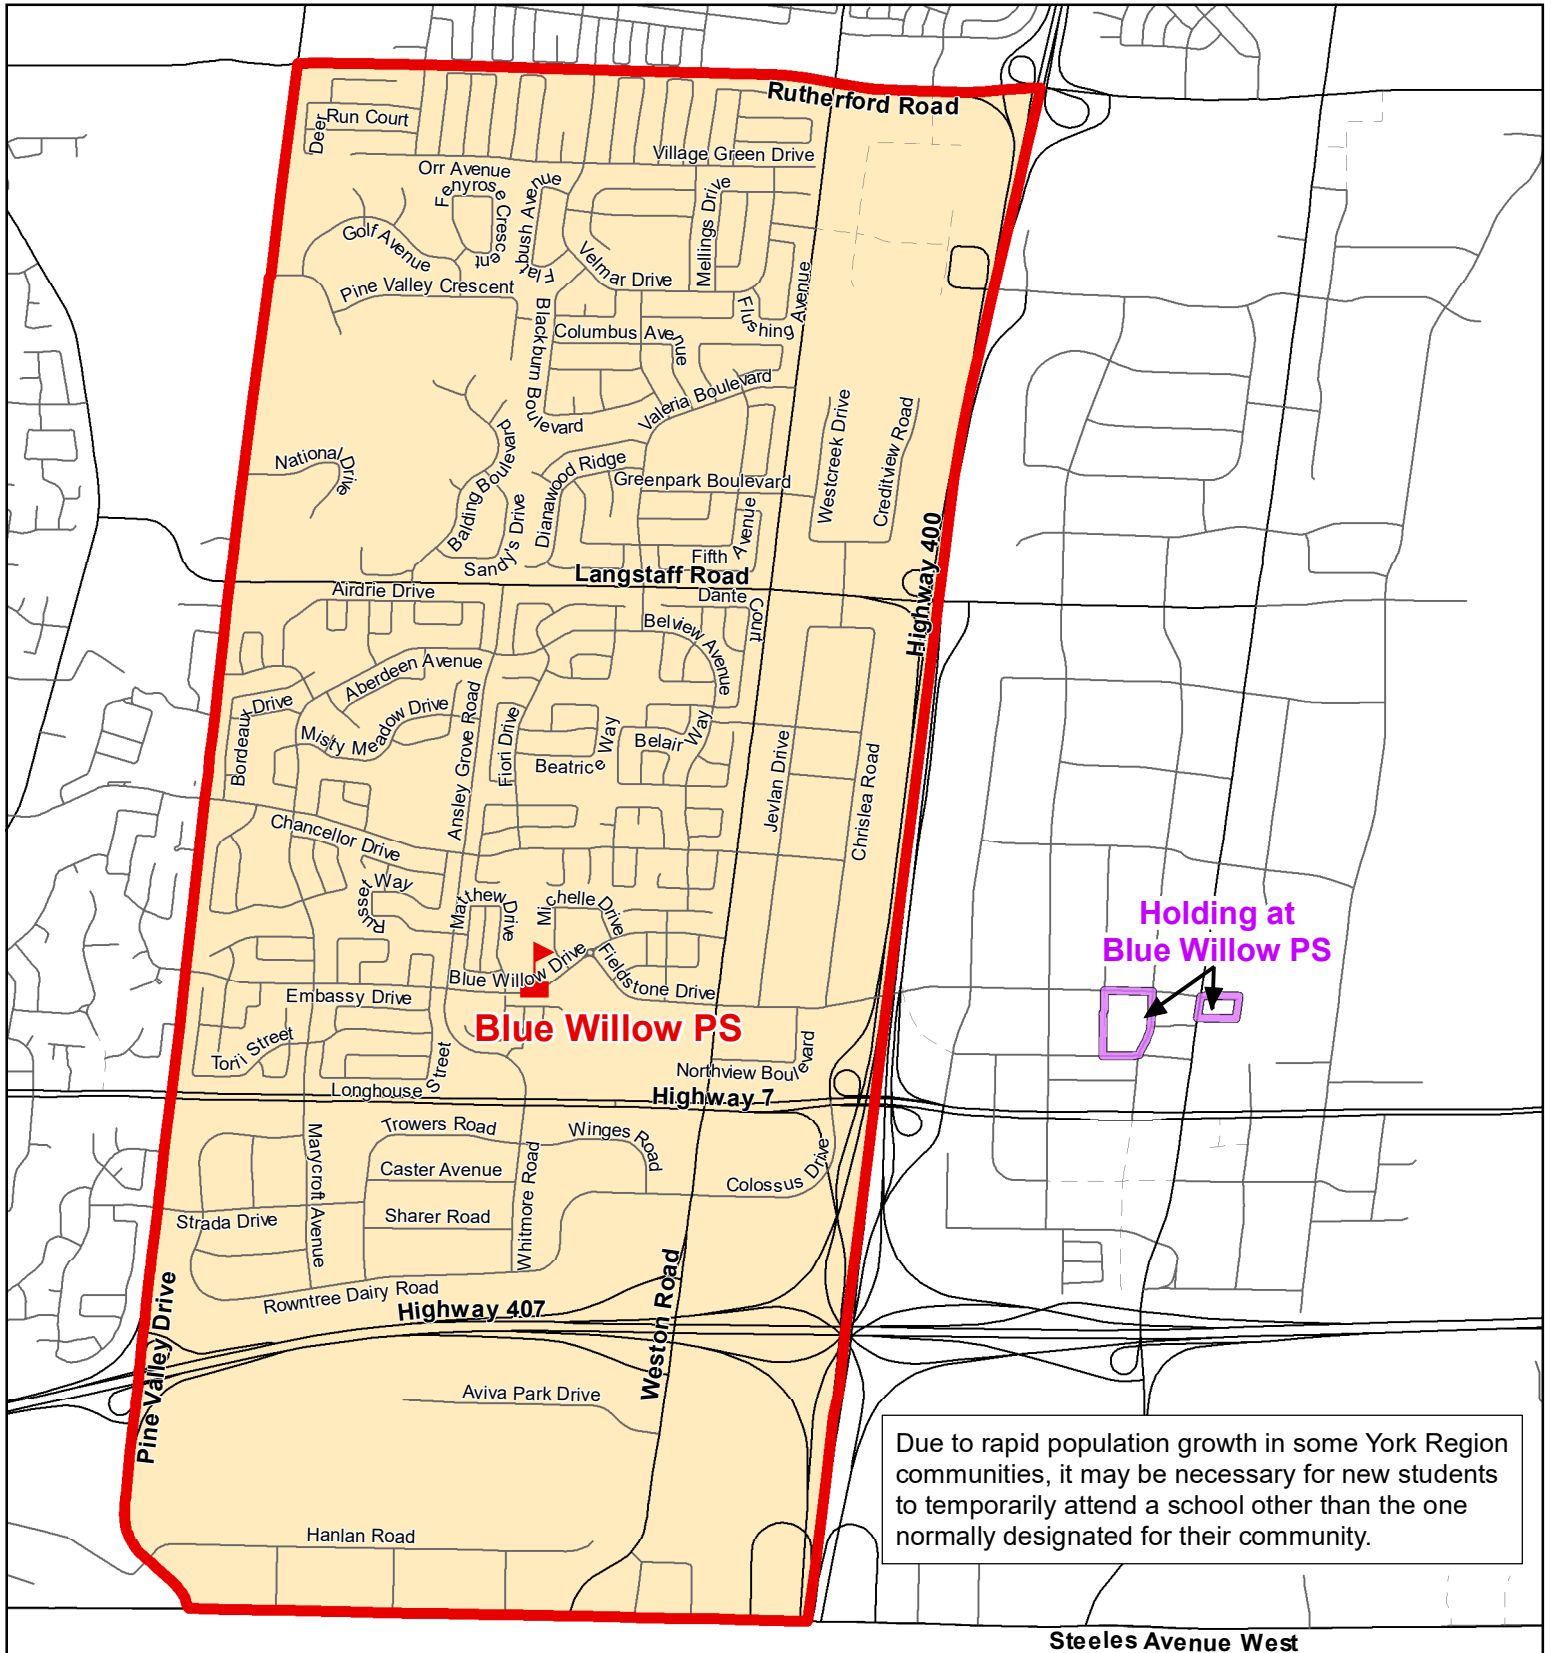 Rutherford Road
Deer
Run Court
Village Green Drive
Orr Avenue
Fenyrose Crescent
Flatbush Avenue
Mellings Drive
Golf Avenue
Velmar Drive
Pine Valley Crescent
Flushing Avenue
Blackburn Boulevard
Columbus Avenue
Valeria Boulevard
Westcreek Drive
Creditview Road
National Drive
Balding Boulevard
Dianawood Ridge
Greenpark Boulevard
Sandy's Drive
Fifth Avenue
Highway 400
Langstaff Road
Airdrie Drive
Dante Court
Belview Avenue
Aberdeen Avenue
Bordeaux Drive
Misty Meadow Drive
Ansley Grove Road
Fiori Drive
Beatrice Way
Belair Way
Jevlan Drive
Chrislea Road
Chancellor Drive
Russet Way
Matthew Drive
Michelle Drive
Holding at
Blue Willow PS
Blue Willow Drive
Fieldstone Drive
Embassy Drive
Blue Willow PS
Torii Street
Northview Boulevard
Longhouse Street
Highway 7
Marycroft Avenue
Trowers Road
Winges Road
Caster Avenue
Whitmore Road
Colossus Drive
Strada Drive
Sharer Road
Rowntree Dairy Road
Highway 407
Weston Road
Pine Valley Drive
Aviva Park Drive
Due to rapid population growth in some York Region
communities, it may be necessary for new students
to temporarily attend a school other than the one
normally designated for their community.
Hanlan Road
Steeles Avenue West